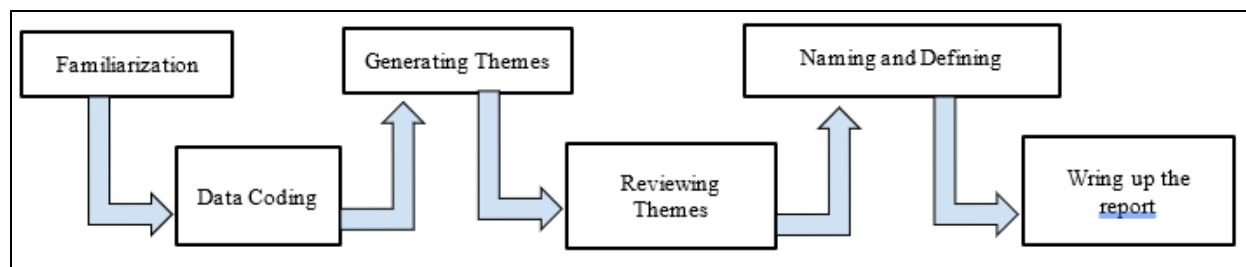 Familiarization
Data Coding
Generating Themes
Reviewing
Themes
Naming and Defining
Wring up the
report